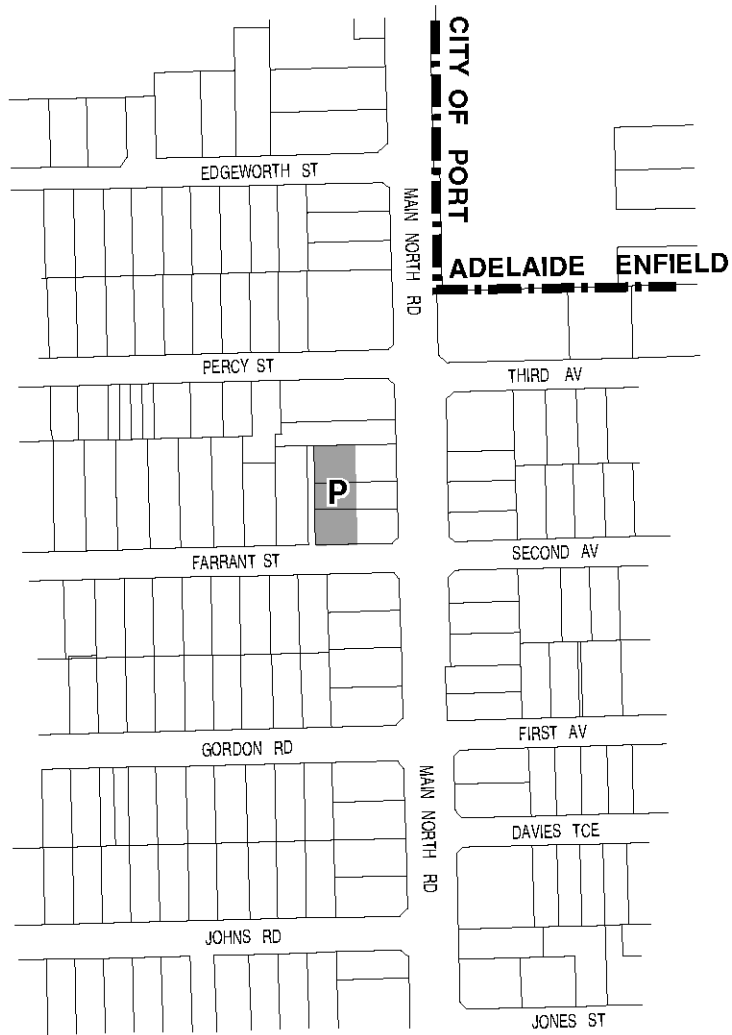 CITY OF PORT
EDGEWORTH ST
MAIN NORTH RD
ADELAIDE ENFIELD
PERCY ST
THIRD AV
P
FARRANT ST
SECOND AV
GORDON RD
FIRST AV
MAIN NORTH RD
DAVIES TCE
JOHNS RD
JONES ST